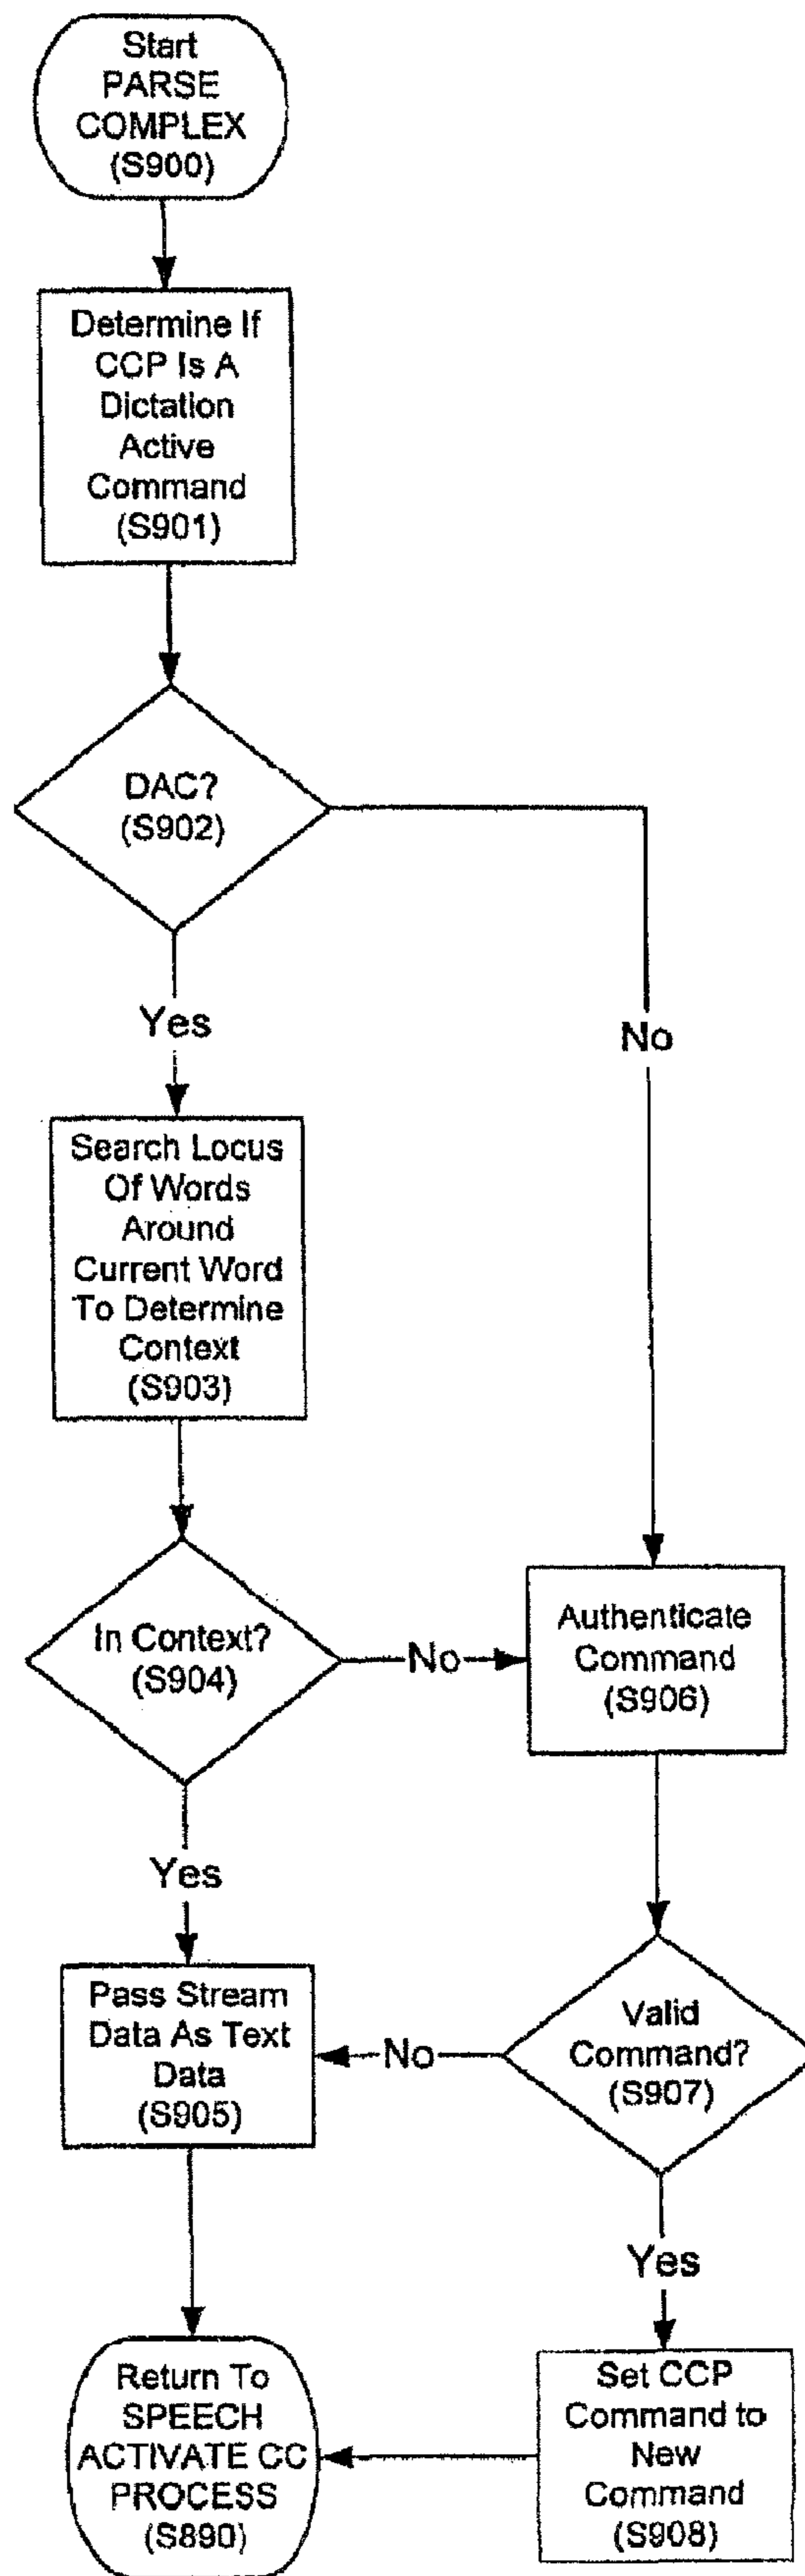 Start
PARSE
COMPLEX
(S900)
Determine If
CCP Is A
Dictation
Active
Command
(S901)
DAC?
(S902)
Yes
No
Search Locus
Of Words
Around
Current Word
To Determine
Context
(S903)
In Context?
(S904)
No
Authenticate
Command
(S906)
Yes
Pass Stream
Data As Text
Data
(S905)
No
Valid
Command?
(S907)
Yes
Return To
SPEECH
ACTIVATE CC
PROCESS
(S890)
Set CCP
Command to
New
Command
(S908)